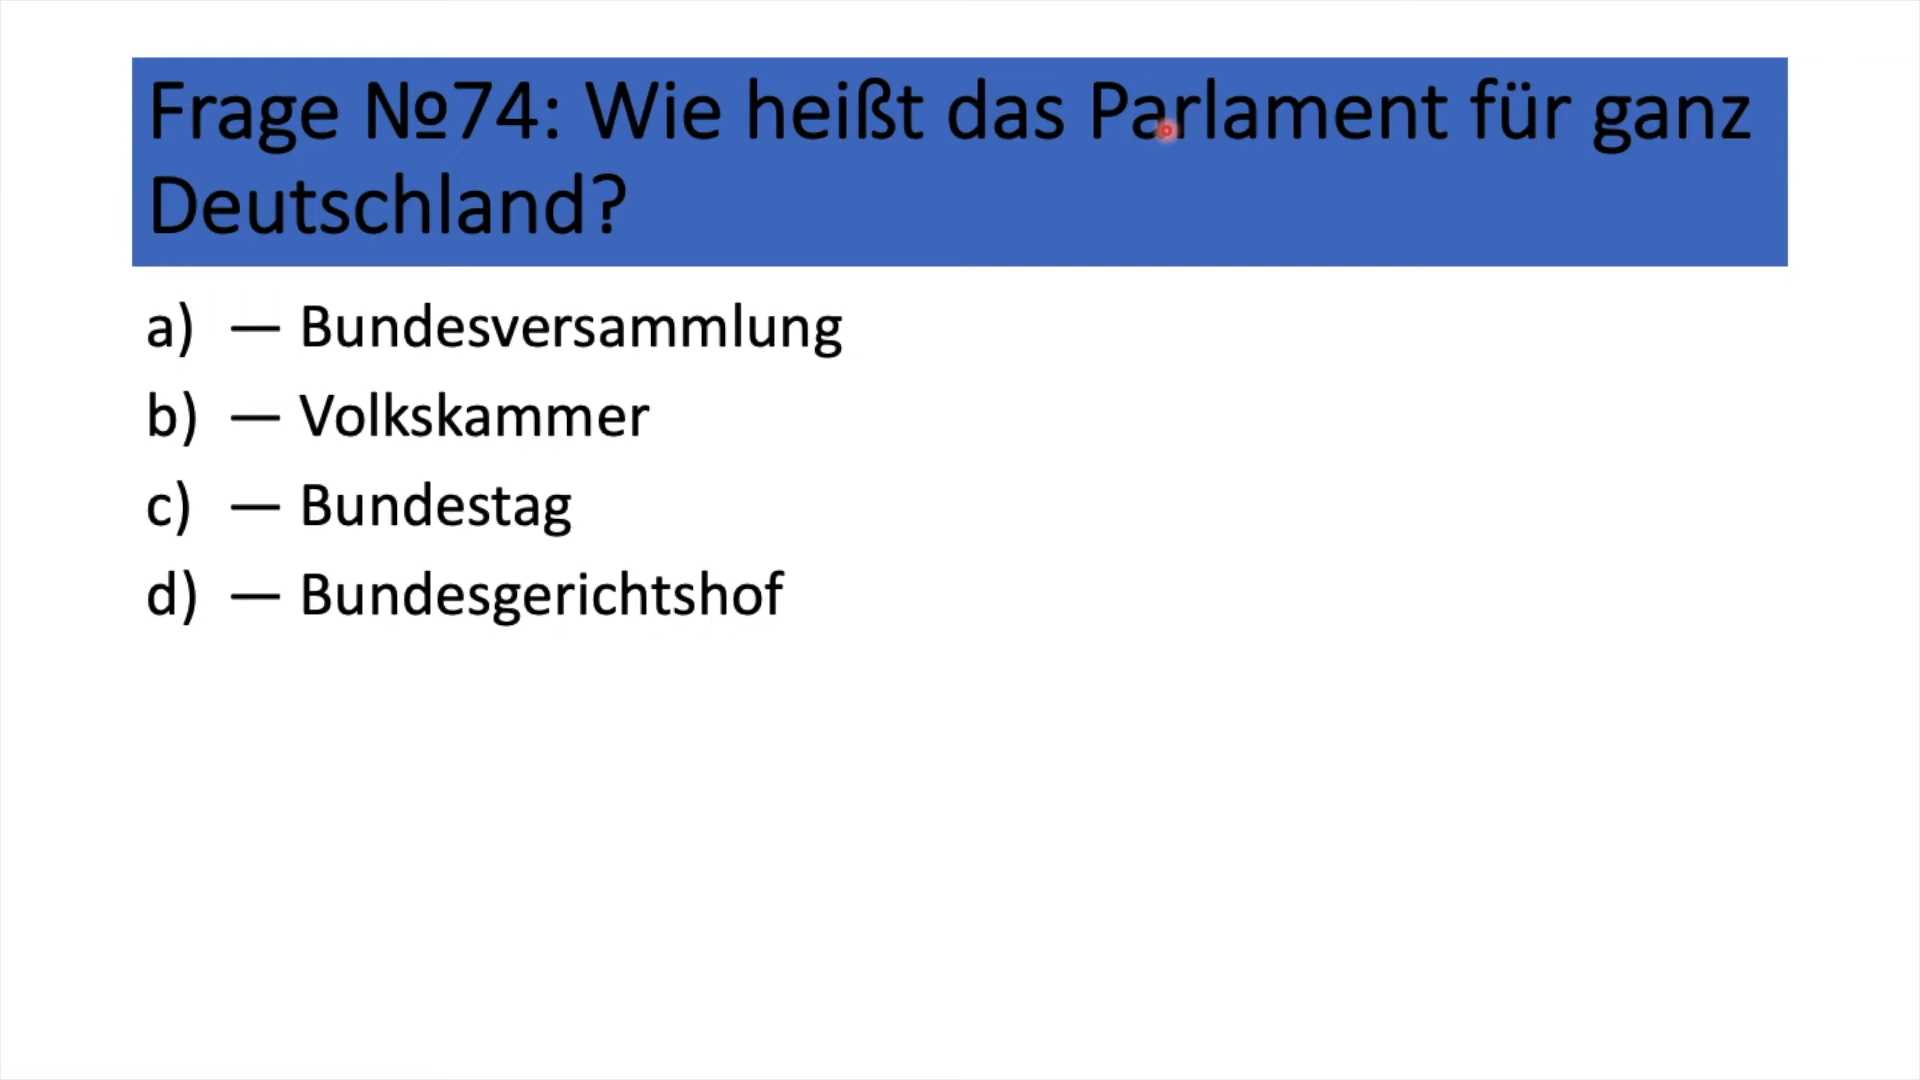 Frage №74: Wie heißt das Parlament für ganz
Deutschland?
a) — Bundesversammlung
b) — Volkskammer
c) — Bundestag
d) — Bundesgerichtshof